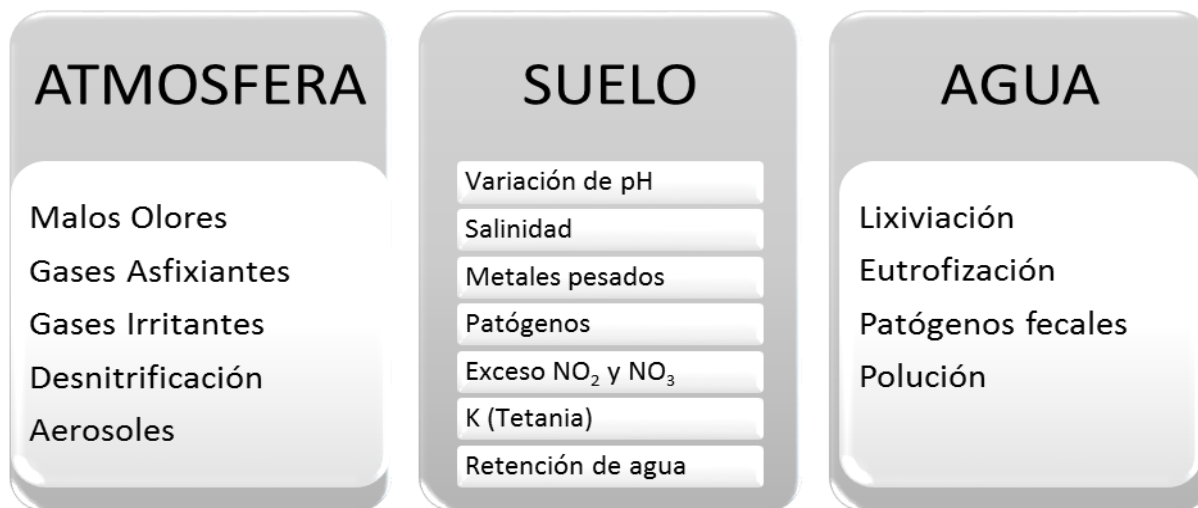 ATMOSFERA
Malos Olores
Gases Asfixiantes
Gases Irritantes
Desnitrificación
Aerosoles
SUELO
Variación de pH
Salinidad
Metales pesados
Patógenos
Exceso NO₂ y NO₃
K (Tetania)
Retención de agua
AGUA
Lixiviación
Eutrofización
Patógenos fecales
Polución